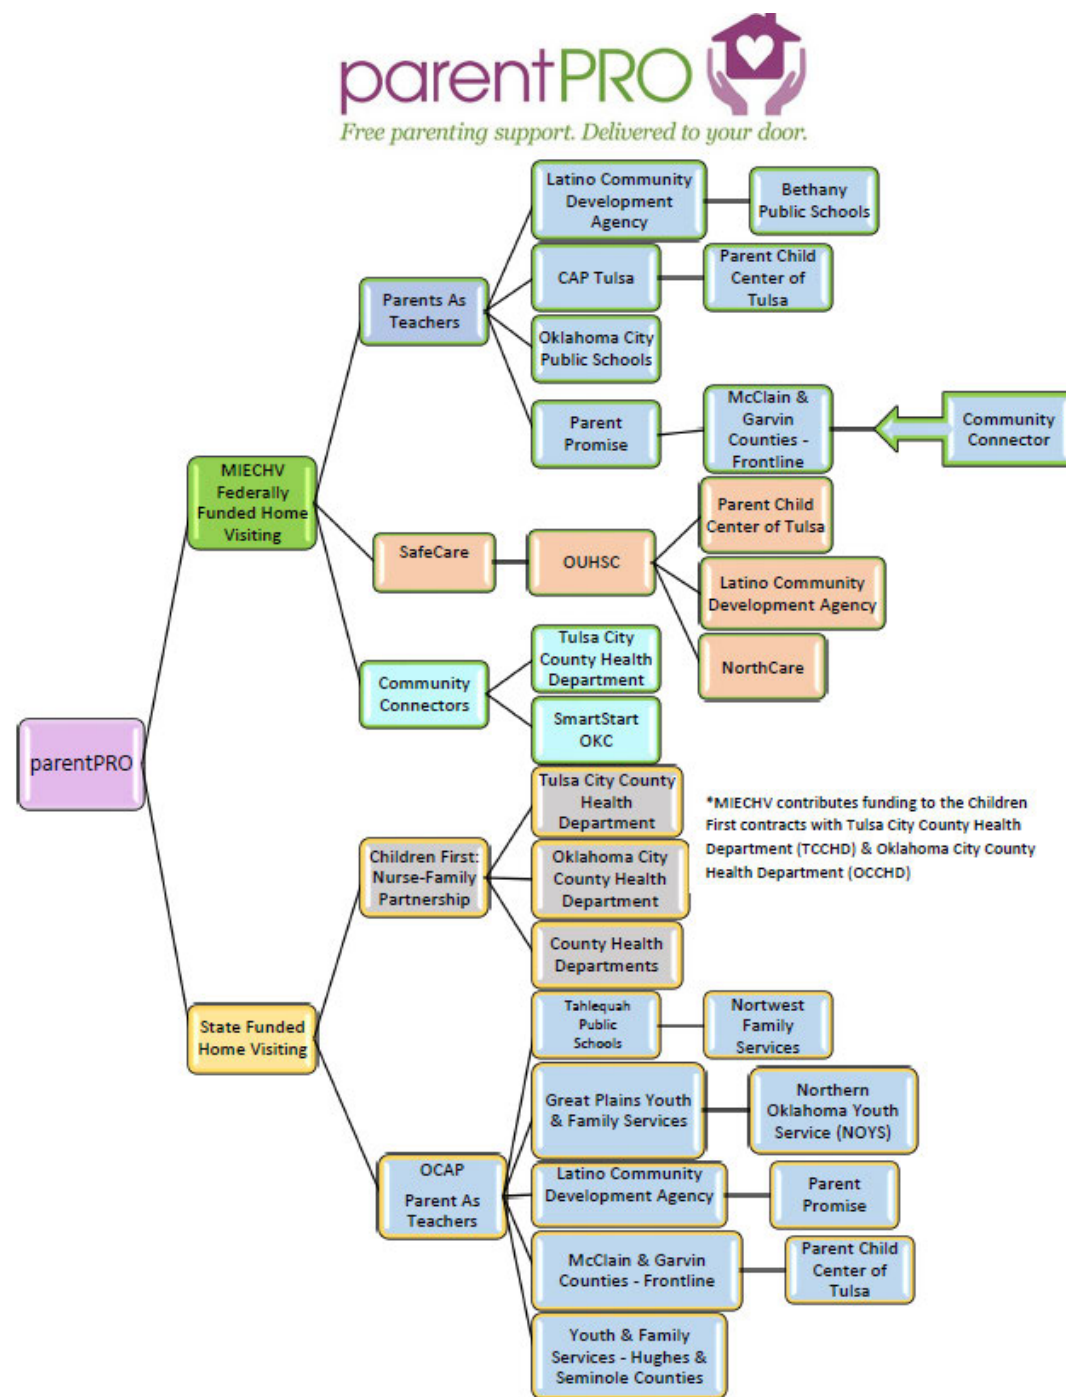 parentPRO
Free parenting support. Delivered to your door.
Latino Community
Development
Agency
Bethany
Public Schools
CAP Tulsa
Parent Child
Center of
Tulsa
Parents As
Teachers
Oklahoma City
Public Schools
Parent
Promise
McClain &
Garvin
Counties -
Frontline
Community
Connector
MIECHV
Federally
Funded Home
Visiting
SafeCare
OUHSC
Parent Child
Center of Tulsa
Latino Community
Development Agency
NorthCare
Community
Connectors
Tulsa City
County Health
Department
SmartStart
OKC
parentPRO
Tulsa City County
Health
Department
*MIECHV contributes funding to the Children
First contracts with Tulsa City County Health
Department (TCCHD) & Oklahoma City County
Health Department (OCCHD)
Children First:
Nurse-Family
Partnership
Oklahoma City
County Health
Department
County Health
Departments
State Funded
Home Visiting
Tahlequah
Public
Schools
Nortwest
Family
Services
Great Plains Youth
& Family Services
Northern
Oklahoma Youth
Service (NOYS)
OCAP
Parent As
Teachers
Latino Community
Development Agency
Parent
Promise
McClain & Garvin
Counties - Frontline
Parent Child
Center of
Tulsa
Youth & Family
Services - Hughes &
Seminole Counties